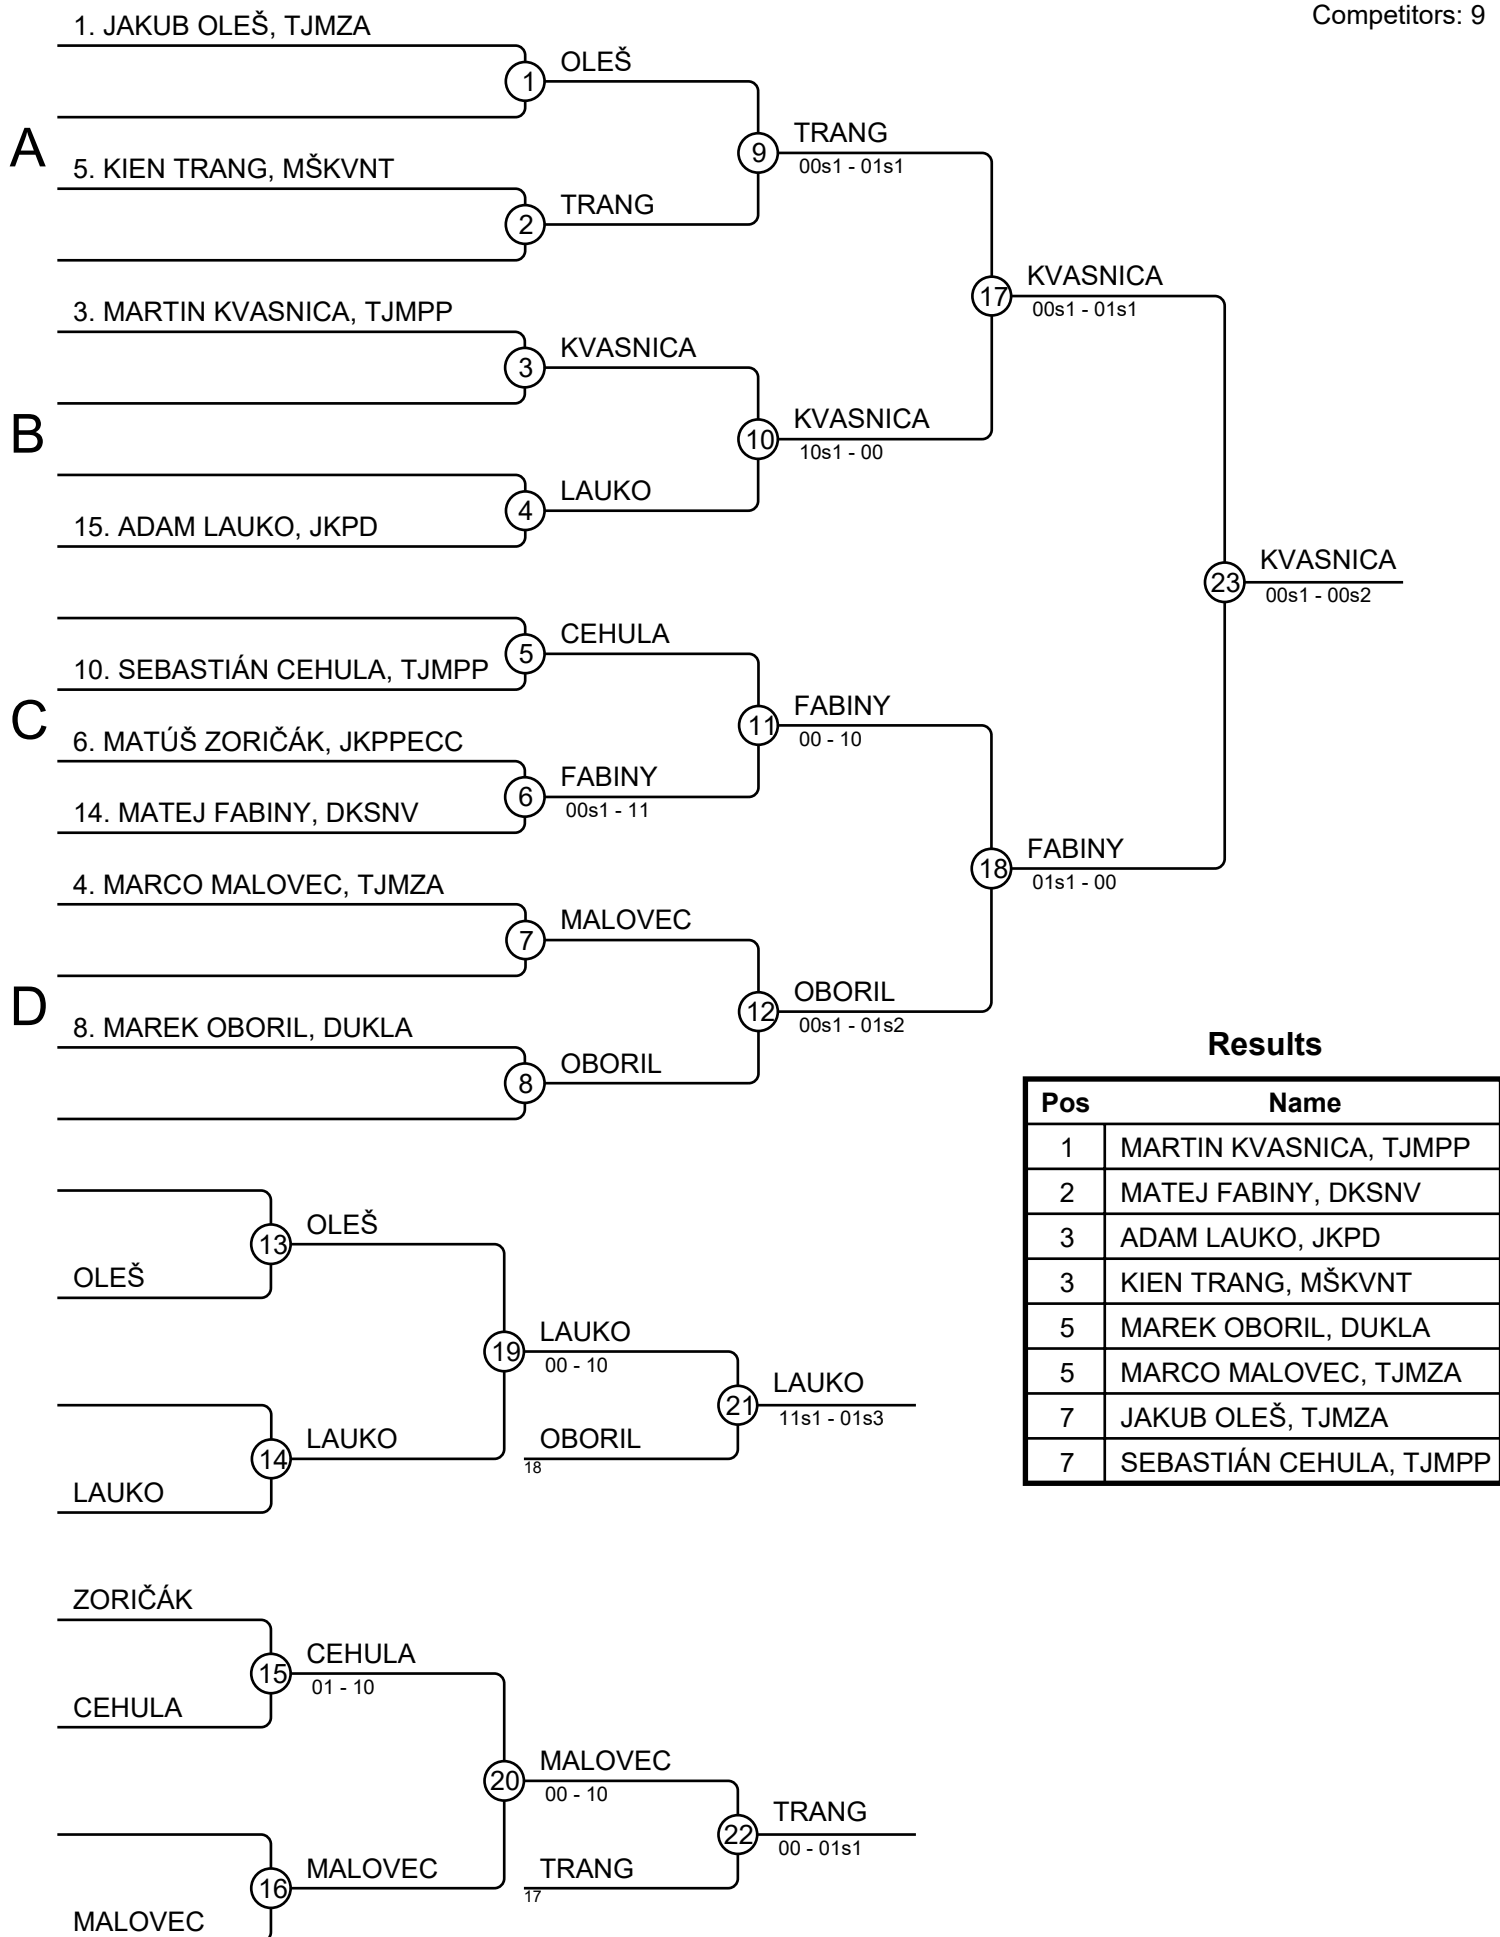 Competitors: 9
1. JAKUB OLEŠ, TJMZA
1
OLEŠ
A
5. KIEN TRANG, MŠKVNT
2
TRANG
9
TRANG
00s1 - 01s1
3. MARTIN KVASNICA, TJMPP
3
KVASNICA
B
4
LAUKO
15. ADAM LAUKO, JKPD
10
KVASNICA
10s1 - 00
17
KVASNICA
00s1 - 01s1
5
CEHULA
10. SEBASTIÁN CEHULA, TJMPP
C
6. MATÚŠ ZORIČÁK, JKPPECC
6
FABINY
00s1 - 11
14. MATEJ FABINY, DKSNV
11
FABINY
00 - 10
4. MARCO MALOVEC, TJMZA
7
MALOVEC
D
8. MAREK OBORIL, DUKLA
8
OBORIL
12
OBORIL
00s1 - 01s2
18
FABINY
01s1 - 00
23
KVASNICA
00s1 - 00s2
Results
Pos Name
1 MARTIN KVASNICA, TJMPP
2 MATEJ FABINY, DKSNV
3 ADAM LAUKO, JKPD
3 KIEN TRANG, MŠKVNT
5 MAREK OBORIL, DUKLA
5 MARCO MALOVEC, TJMZA
7 JAKUB OLEŠ, TJMZA
7 SEBASTIÁN CEHULA, TJMPP
13
OLEŠ
OLEŠ
14
LAUKO
LAUKO
19
LAUKO
00 - 10
OBORIL
18
21
LAUKO
11s1 - 01s3
ZORIČÁK
15
CEHULA
01 - 10
CEHULA
16
MALOVEC
MALOVEC
20
MALOVEC
00 - 10
TRANG
17
22
TRANG
00 - 01s1